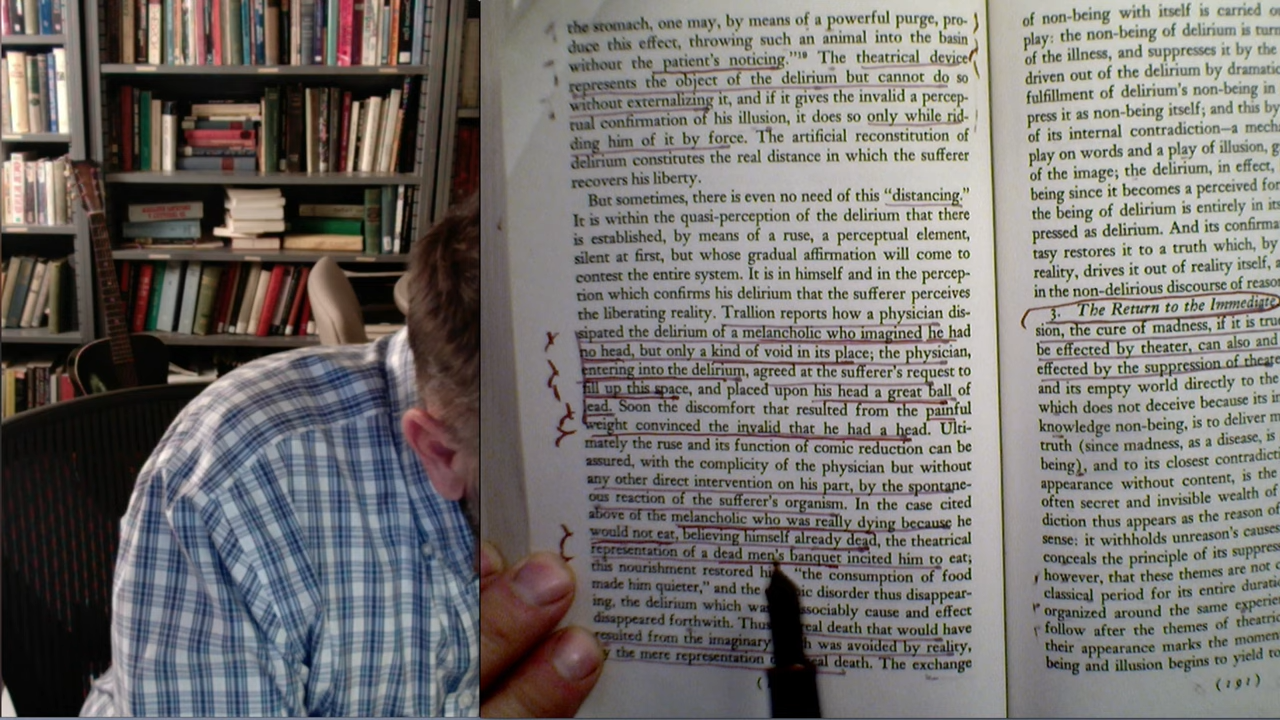 the stomach, one may, by means of a powerful purge, pro-
duce this effect, throwing such an animal into the basin
without the patient's noticing."19 The theatrical device
represents the object of the delirium but cannot do so
without externalizing it, and if it gives the invalid a percep-
tual confirmation of his illusion, it does so only while rid-
ding him of it by force. The artificial reconstitution of
delirium constitutes the real distance in which the sufferer
recovers his liberty.
But sometimes, there is even no need of this "distancing."
It is within the quasi-perception of the delirium that there
is established, by means of a ruse, a perceptual element,
silent at first, but whose gradual affirmation will come to
contest the entire system. It is in himself and in the percep-
tion which confirms his delirium that the sufferer perceives
the liberating reality. Trallion reports how a physician dis-
sipated the delirium of a melancholic who imagined he had
no head, but only a kind of void in its place; the physician,
entering into the delirium, agreed at the sufferer's request to
fill up this space, and placed upon his head a great ball of
lead. Soon the discomfort that resulted from the painful
weight convinced the invalid that he had a head. Ulti-
mately the ruse and its function of comic reduction can be
assured, with the complicity of the physician but without
any other direct intervention on his part, by the spontane-
ous reaction of the sufferer's organism. In the case cited
above of the melancholic who was really dying because he
would not eat, believing himself already dead, the theatrical
representation of a dead men's banquet incited him to eat;
this nourishment restored "the consumption of food
made him quieter," and the disorder thus disappear-
ing, the delirium which was cause and effect
disappeared forthwith. Thus real death that would have
resulted from the imaginary was avoided by reality,
the mere representation death. The exchange
of non-being with itself is carried
play: the non-being of delirium is
of the illness, and suppresses it by the
driven out of the delirium by
fulfillment of delirium's non-being in
press it as non-being itself; and this by
of its internal contradiction—a
play on words and a play of illusion,
of the image; the delirium, in effect,
being since it becomes a perceived
the being of delirium is entirely in
pressed as delirium. And its
tasy restores it to a truth which, by
reality, drives it out of reality itself,
in the non-delirious discourse of
3. The Return to the Immediate
sion, the cure of madness, if it is
be effected by theater, can also and
effected by the suppression of
and its empty world directly to the
which does not deceive because its
knowledge non-being, is to deliver
truth (since madness, as a disease, is
being), and to its closest
appearance without content, is the
often secret and invisible wealth of
diction thus appears as the reason of
sense: it withholds unreason's
conceals the principle of its
however, that these themes are not
classical period for its entire
organized around the same
follow after the themes of
their appearance marks the
being and illusion begins to yield
(191)